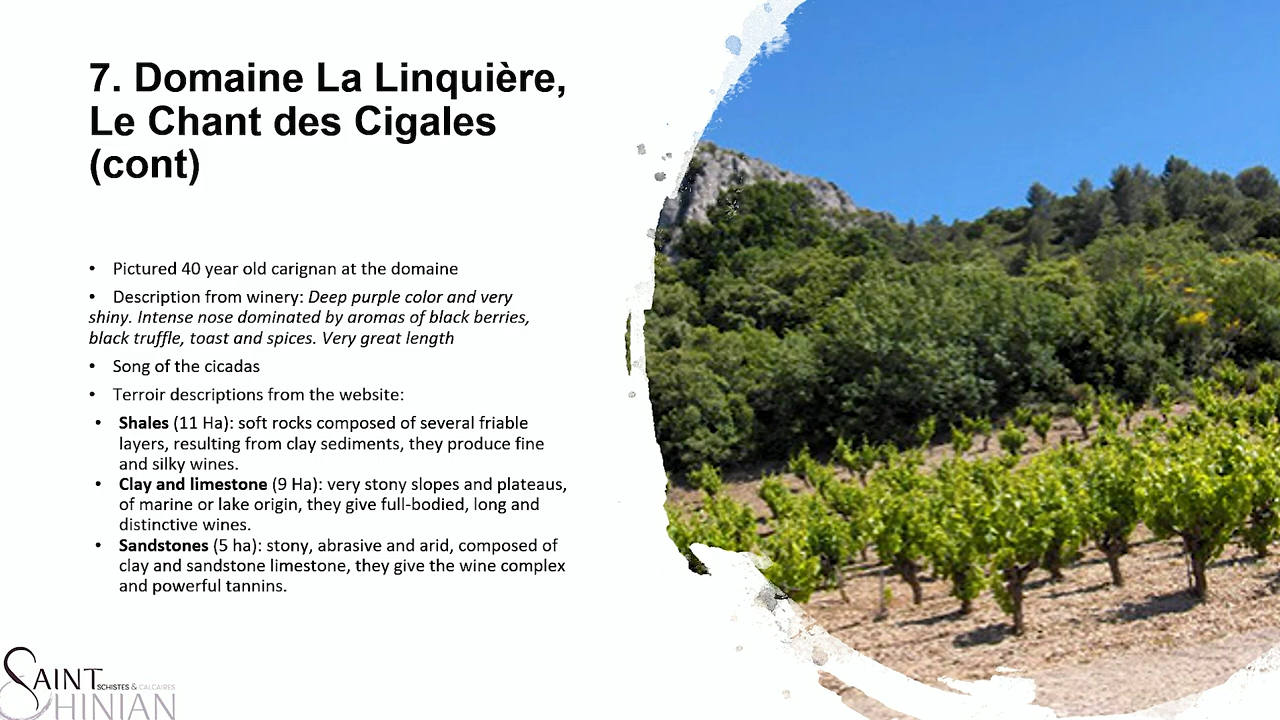 7. Domaine La Linquière,
Le Chant des Cigales
(cont)
• Pictured 40 year old carignan at the domaine
• Description from winery: Deep purple color and very
shiny. Intense nose dominated by aromas of black berries,
black truffle, toast and spices. Very great length
• Song of the cicadas
• Terroir descriptions from the website:
• Shales (11 Ha): soft rocks composed of several friable
layers, resulting from clay sediments, they produce fine
and silky wines.
• Clay and limestone (9 Ha): very stony slopes and plateaus,
of marine or lake origin, they give full-bodied, long and
distinctive wines.
• Sandstones (5 ha): stony, abrasive and arid, composed of
clay and sandstone limestone, they give the wine complex
and powerful tannins.
SAINT
SCHISTES & CALCAIRES
CHINIAN